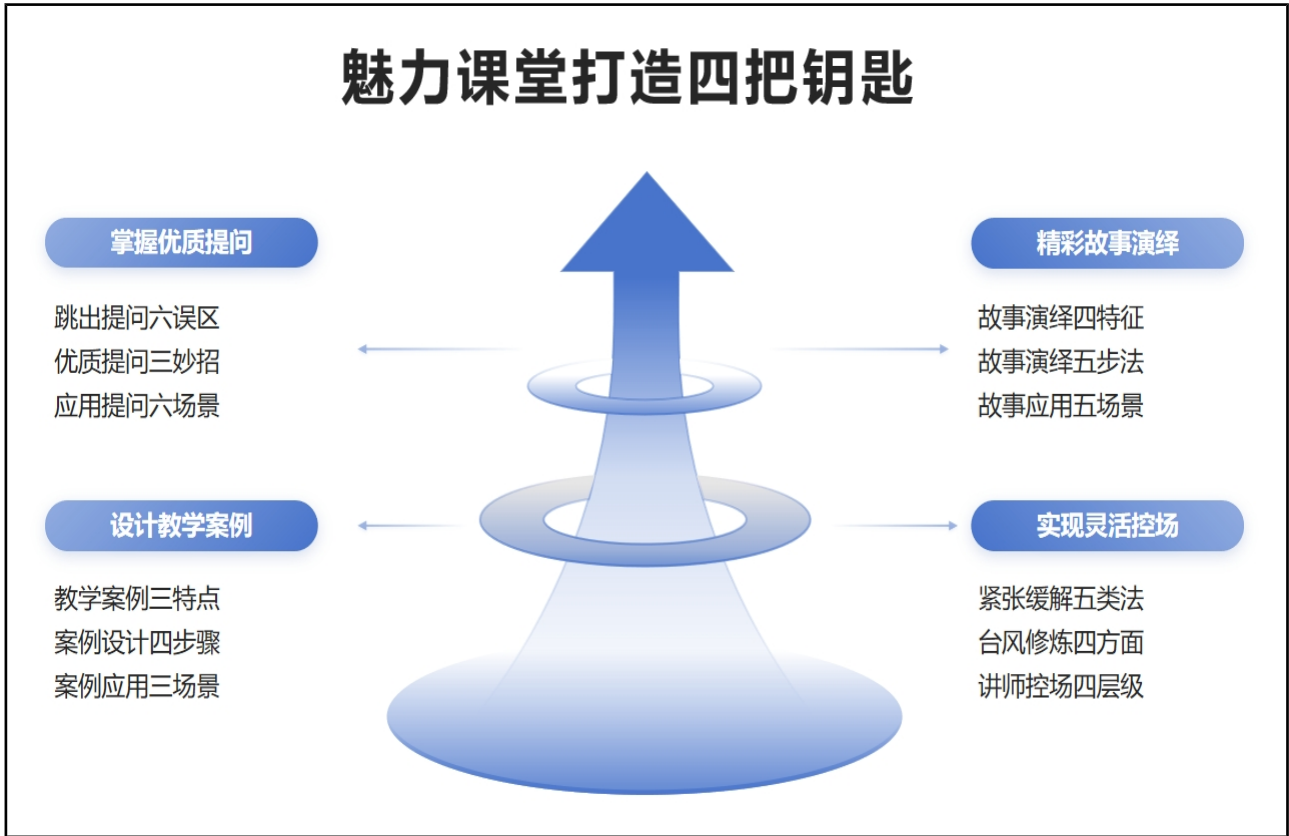 魅力课堂打造四把钥匙
掌握优质提问
跳出提问六误区
优质提问三妙招
应用提问六场景
精彩故事演绎
故事演绎四特征
故事演绎五步法
故事应用五场景
设计教学案例
教学案例三特点
案例设计四步骤
案例应用三场景
实现灵活控场
紧张缓解五类法
台风修炼四方面
讲师控场四层级